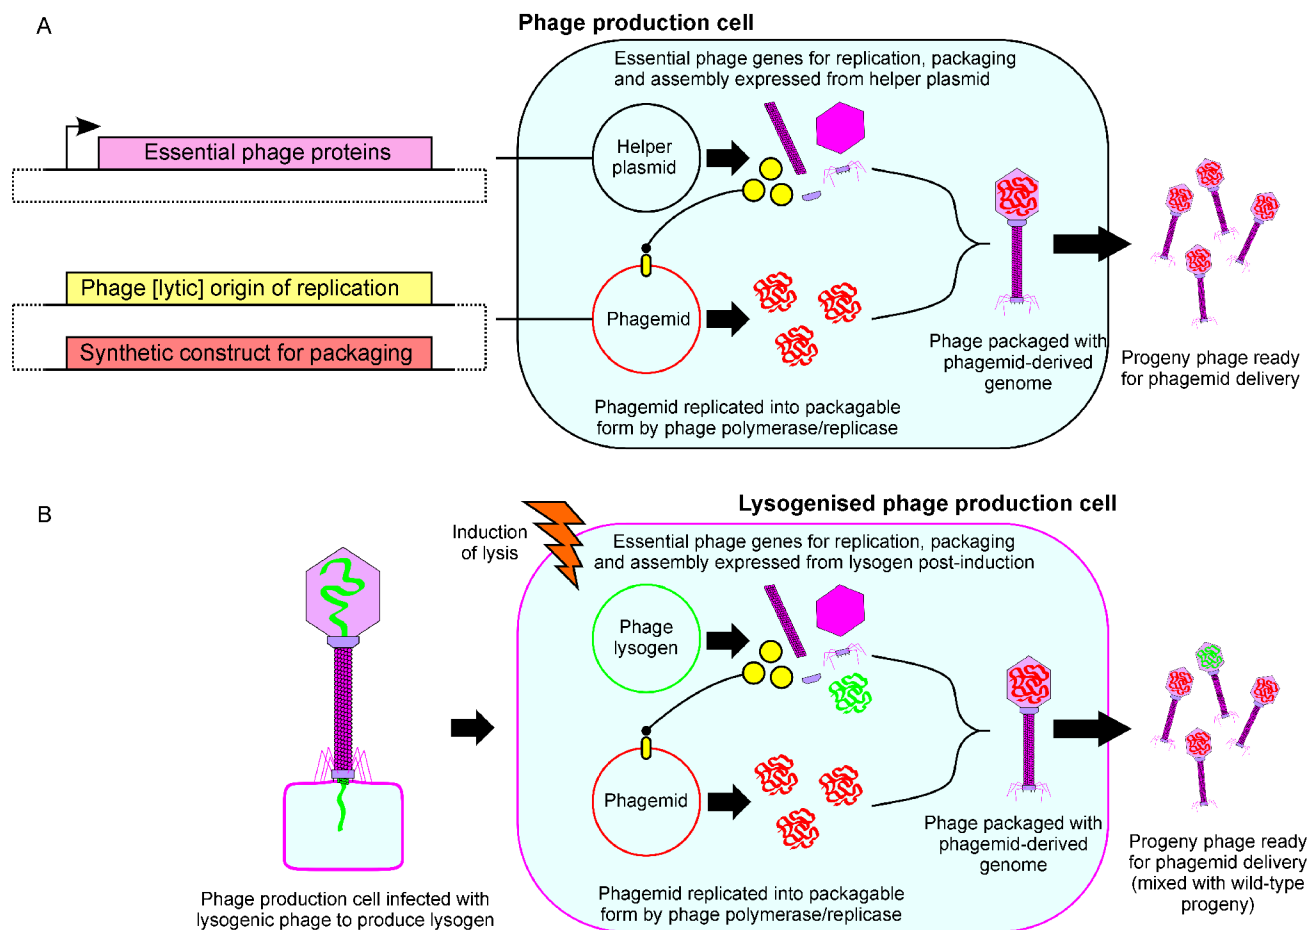 A
Phage production cell
Essential phage genes for replication, packaging
and assembly expressed from helper plasmid
Essential phage proteins
Helper
plasmid
Phage [lytic] origin of replication
Synthetic construct for packaging
Phagemid
Phage packaged with
phagemid-derived
genome
Progeny phage ready
for phagemid delivery
Phagemid replicated into packagable
form by phage polymerase/replicase
B
Lysogenised phage production cell
Induction
of lysis
Essential phage genes for replication, packaging
and assembly expressed from lysogen post-induction
Phage
lysogen
Phagemid
Phage packaged with
phagemid-derived
genome
Progeny phage ready
for phagemid delivery
(mixed with wild-type
progeny)
Phage production cell infected with
lysogenic phage to produce lysogen
Phagemid replicated into packagable
form by phage polymerase/replicase